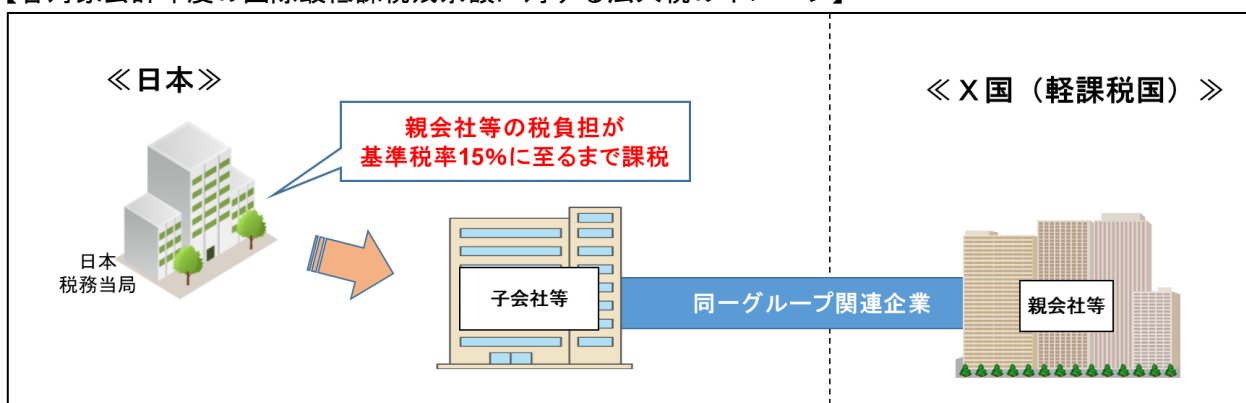 ≪日本≫
≪X国（軽課税国）≫
親会社等の税負担が
基準税率15%に至るまで課税
日本
税務当局
子会社等
同一グループ関連企業
親会社等